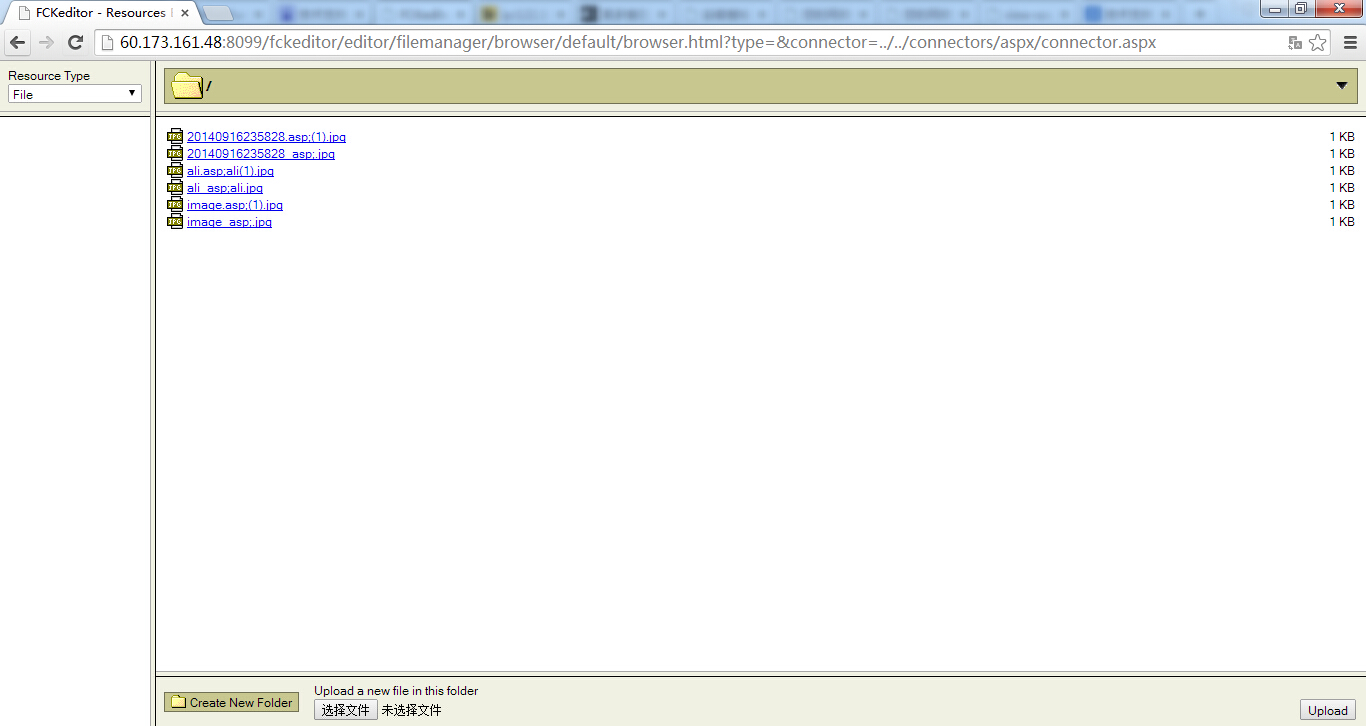 FCKeditor - Resources
60.173.161.48:8099/fckeditor/editor/filemanager/browser/default/browser.html?type=&connector=../../connectors/aspx/connector.aspx
Resource Type
File
/
20140916235828.asp;(1).jpg 1 KB
20140916235828_asp;.jpg 1 KB
ali.asp;ali(1).jpg 1 KB
ali_asp;ali.jpg 1 KB
image.asp;(1).jpg 1 KB
image_asp;.jpg 1 KB
Create New Folder
Upload a new file in this folder
选择文件 未选择文件
Upload